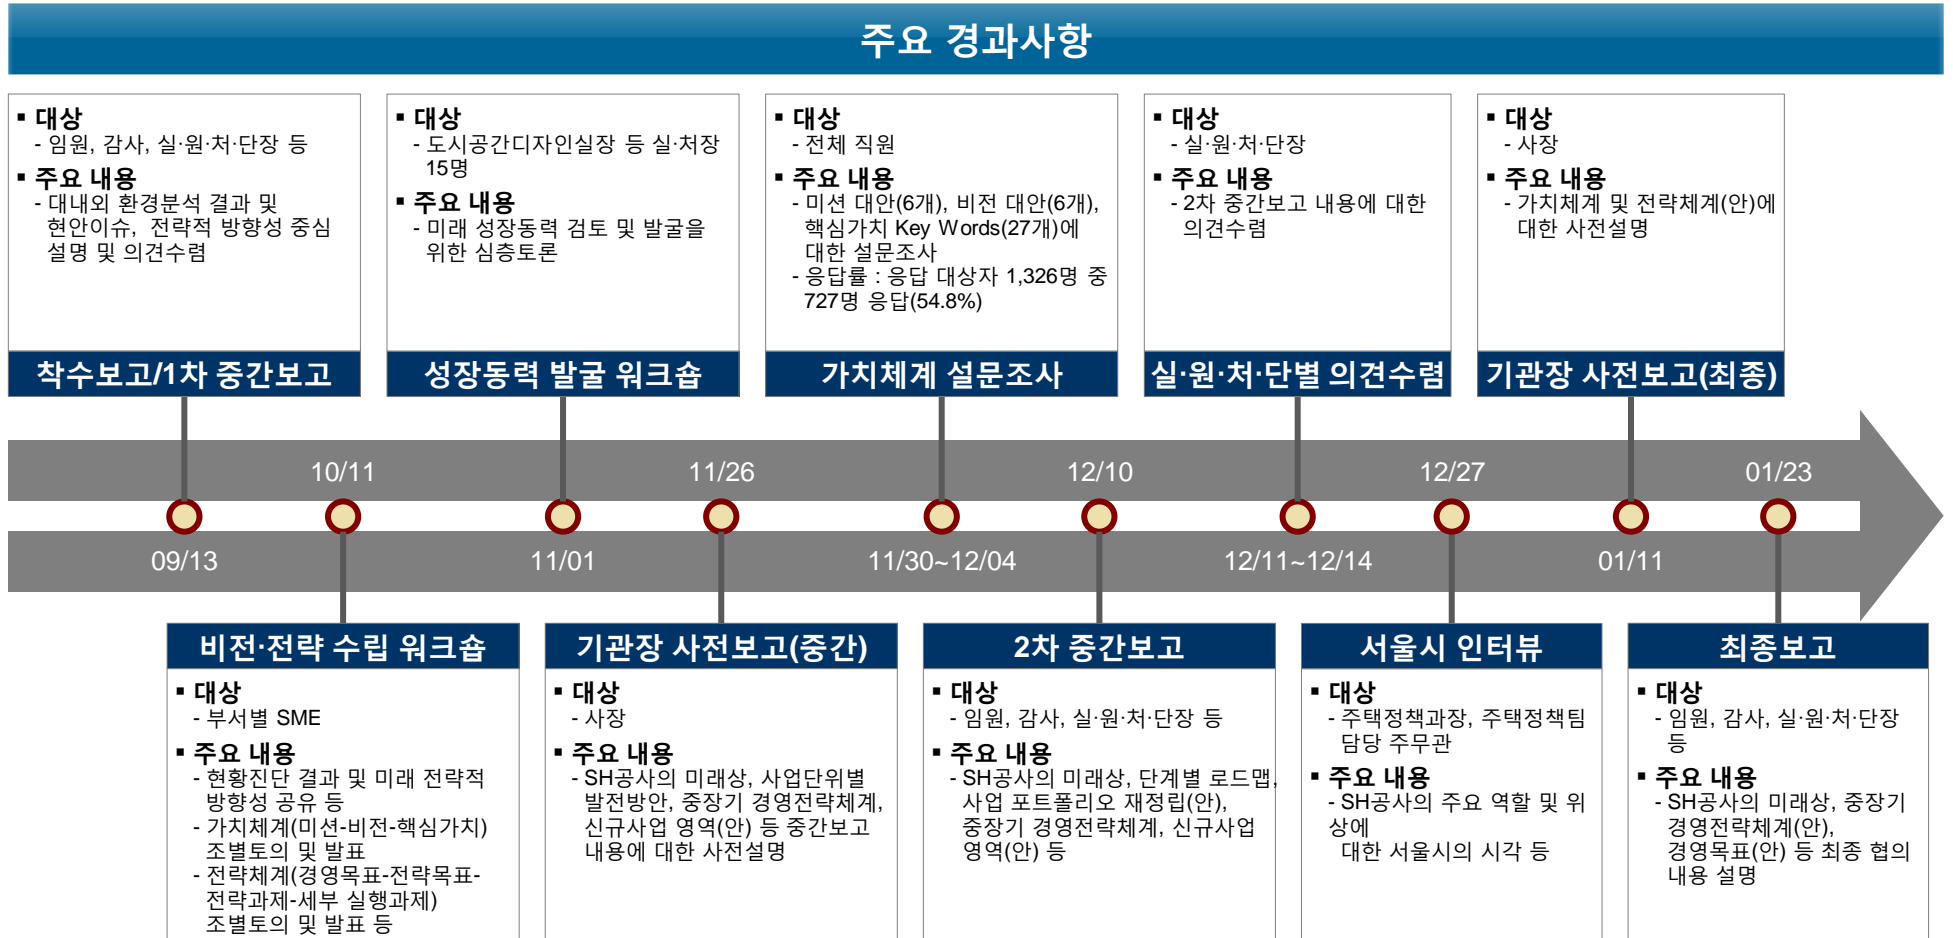 주요 경과사항
▪ 대상
- 임원, 감사, 실·원·처·단장 등
▪ 주요 내용
- 대내외 환경분석 결과 및
현안이슈, 전략적 방향성 중심
설명 및 의견수렴
착수보고/1차 중간보고
▪ 대상
- 도시공간디자인실장 등 실·처장
15명
▪ 주요 내용
- 미래 성장동력 검토 및 발굴을
위한 심층토론
성장동력 발굴 워크숍
▪ 대상
- 전체 직원
▪ 주요 내용
- 미션 대안(6개), 비전 대안(6개),
핵심가치 Key Words(27개)에
대한 설문조사
- 응답률 : 응답 대상자 1,326명 중
727명 응답(54.8%)
가치체계 설문조사
▪ 대상
- 실·원·처·단장
▪ 주요 내용
- 2차 중간보고 내용에 대한
의견수렴
실·원·처·단별 의견수렴
▪ 대상
- 사장
▪ 주요 내용
- 가치체계 및 전략체계(안)에
대한 사전설명
기관장 사전보고(최종)
10/11
11/26
12/10
12/27
01/23
09/13
11/01
11/30~12/04
12/11~12/14
01/11
비전·전략 수립 워크숍
▪ 대상
- 부서별 SME
▪ 주요 내용
- 현황진단 결과 및 미래 전략적
방향성 공유 등
- 가치체계(미션-비전-핵심가치)
조별토의 및 발표
- 전략체계(경영목표-전략목표-
전략과제-세부 실행과제)
조별토의 및 발표 등
기관장 사전보고(중간)
▪ 대상
- 사장
▪ 주요 내용
- SH공사의 미래상, 사업단위별
발전방안, 중장기 경영전략체계,
신규사업 영역(안) 등 중간보고
내용에 대한 사전설명
2차 중간보고
▪ 대상
- 임원, 감사, 실·원·처·단장 등
▪ 주요 내용
- SH공사의 미래상, 단계별 로드맵,
사업 포트폴리오 재정립(안),
중장기 경영전략체계, 신규사업
영역(안) 등
서울시 인터뷰
▪ 대상
- 주택정책과장, 주택정책팀
담당 주무관
▪ 주요 내용
- SH공사의 주요 역할 및 위
상에
대한 서울시의 시각 등
최종보고
▪ 대상
- 임원, 감사, 실·원·처·단장
등
▪ 주요 내용
- SH공사의 미래상, 중장기
경영전략체계(안),
경영목표(안) 등 최종 협의
내용 설명